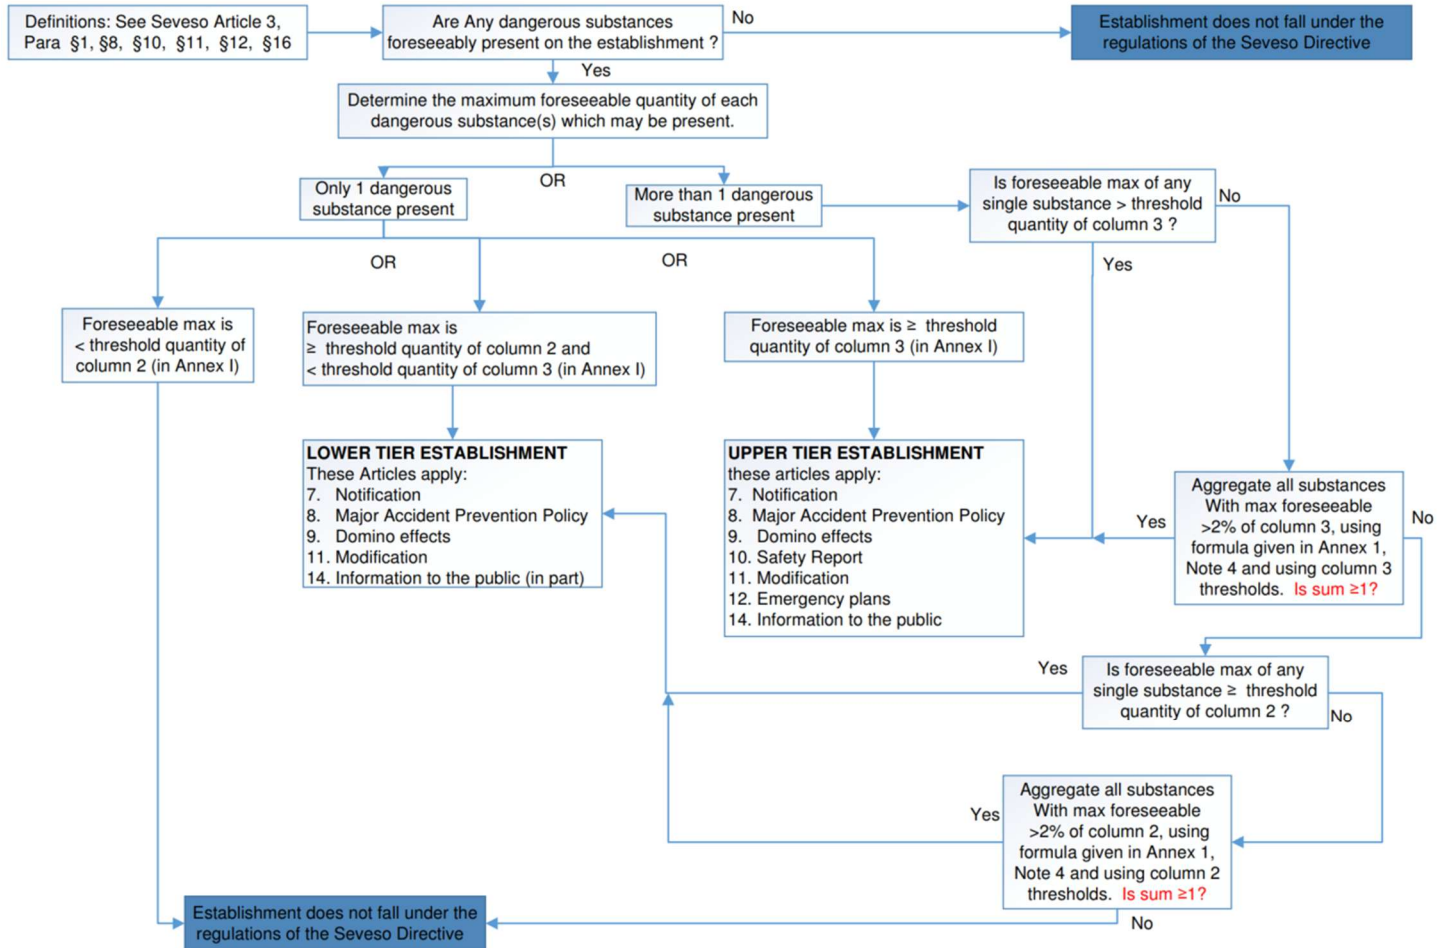 Definitions: See Seveso Article 3,
Para §1, §8, §10, §11, §12, §16
Are Any dangerous substances
foreseeably present on the establishment ?
No
Establishment does not fall under the
regulations of the Seveso Directive
Yes
Determine the maximum foreseeable quantity of each
dangerous substance(s) which may be present.
OR
Only 1 dangerous
substance present
More than 1 dangerous
substance present
Is foreseeable max of any
single substance > threshold
quantity of column 3 ?
No
Yes
OR
OR
Foreseeable max is
< threshold quantity of
column 2 (in Annex I)
Foreseeable max is
≥ threshold quantity of column 2 and
< threshold quantity of column 3 (in Annex I)
Foreseeable max is ≥ threshold
quantity of column 3 (in Annex I)
LOWER TIER ESTABLISHMENT
These Articles apply:
7. Notification
8. Major Accident Prevention Policy
9. Domino effects
11. Modification
14. Information to the public (in part)
UPPER TIER ESTABLISHMENT
these articles apply:
7. Notification
8. Major Accident Prevention Policy
9. Domino effects
10. Safety Report
11. Modification
12. Emergency plans
14. Information to the public
Yes
Aggregate all substances
With max foreseeable
>2% of column 3, using
formula given in Annex 1,
Note 4 and using column 3
thresholds. Is sum ≥1?
No
Yes
Is foreseeable max of any
single substance ≥ threshold
quantity of column 2 ?
No
Yes
Aggregate all substances
With max foreseeable
>2% of column 2, using
formula given in Annex 1,
Note 4 and using column 2
thresholds. Is sum ≥1?
No
Establishment does not fall under the
regulations of the Seveso Directive